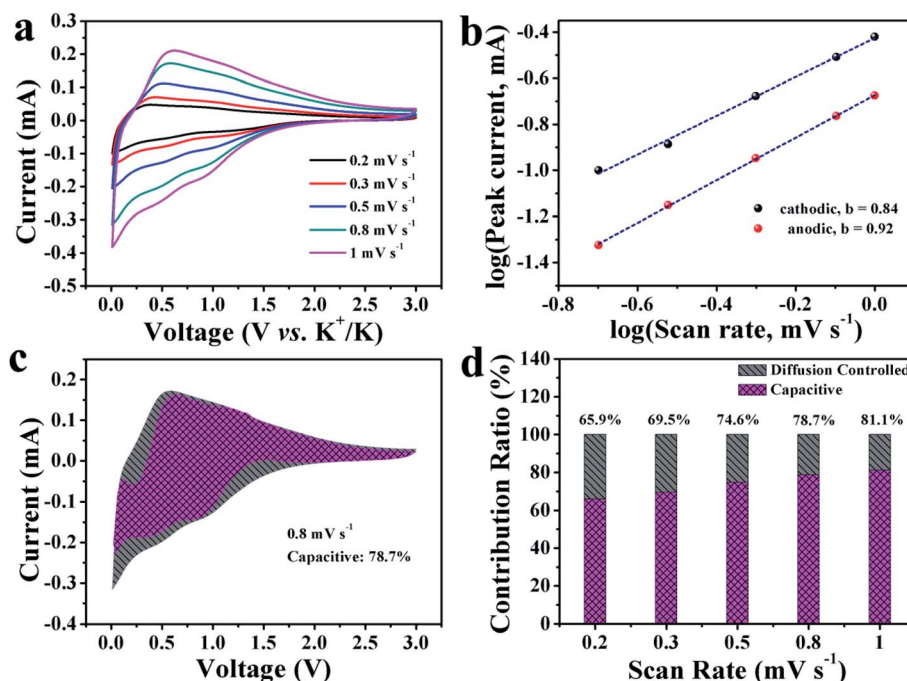 a
0.3
0.2
0.1
0.0
-0.1
-0.2
-0.3
-0.4
-0.5
Current (mA)
0.2 mV s⁻¹
0.3 mV s⁻¹
0.5 mV s⁻¹
0.8 mV s⁻¹
1 mV s⁻¹
0.0 0.5 1.0 1.5 2.0 2.5 3.0
Voltage (V vs. K⁺/K)
b
-0.4
-0.6
-0.8
-1.0
-1.2
-1.4
log(Peak current, mA)
cathodic, b = 0.84
anodic, b = 0.92
-0.8 -0.6 -0.4 -0.2 0.0
log(Scan rate, mV s⁻¹)
c
0.2
0.1
0.0
-0.1
-0.2
-0.3
-0.4
Current (mA)
0.8 mV s⁻¹
Capacitive: 78.7%
0.0 0.5 1.0 1.5 2.0 2.5 3.0
Voltage (V)
d
140
120
100
80
60
40
20
0
Contribution Ratio (%)
Diffusion Controlled
Capacitive
65.9% 69.5% 74.6% 78.7% 81.1%
0.2 0.3 0.5 0.8 1
Scan Rate (mV s⁻¹)